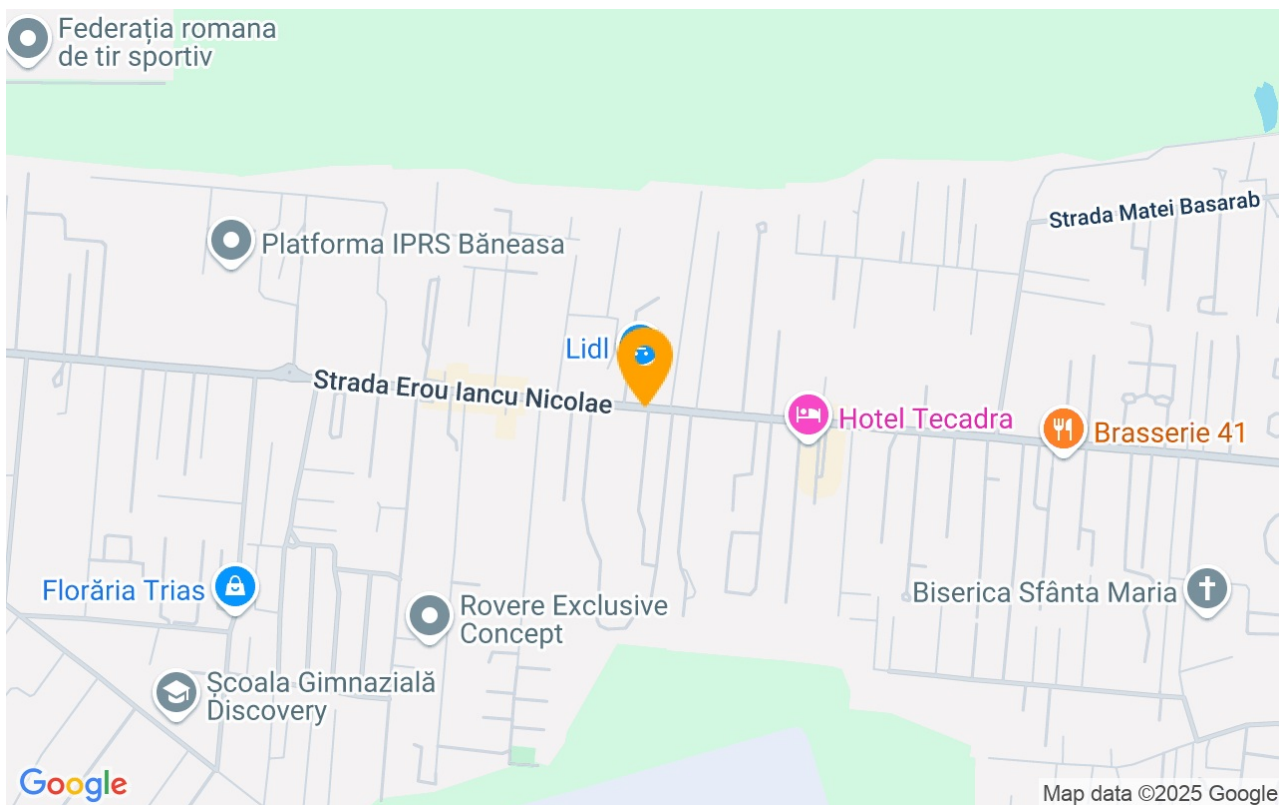 Federația romana
de tir sportiv
Strada Matei Basarab
Platforma IPRS Băneasa
Lidl
Strada Erou Iancu Nicolae
Hotel Tecadra
Brasserie 41
Florăria Trias
Biserica Sfânta Maria
Rovere Exclusive
Concept
Școala Gimnazială
Discovery
Google
Map data ©2025 Google